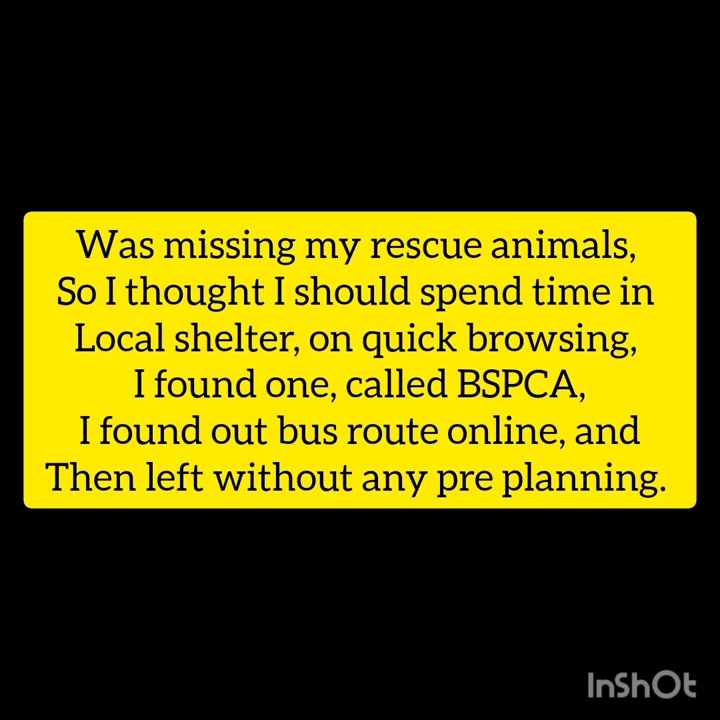 Was missing my rescue animals,
So I thought I should spend time in
Local shelter, on quick browsing,
I found one, called BSPCA,
I found out bus route online, and
Then left without any pre planning.
InShOt